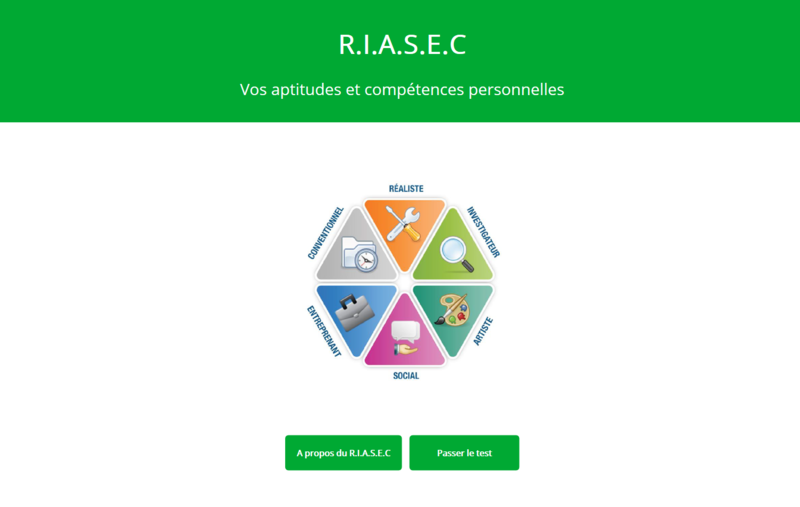 R.I.A.S.E.C
Vos aptitudes et compétences personnelles
RÉALISTE
INVESTIGATEUR
ARTISTE
SOCIAL
ENTREPRENANT
CONVENTIONNEL
A propos du R.I.A.S.E.C
Passer le test